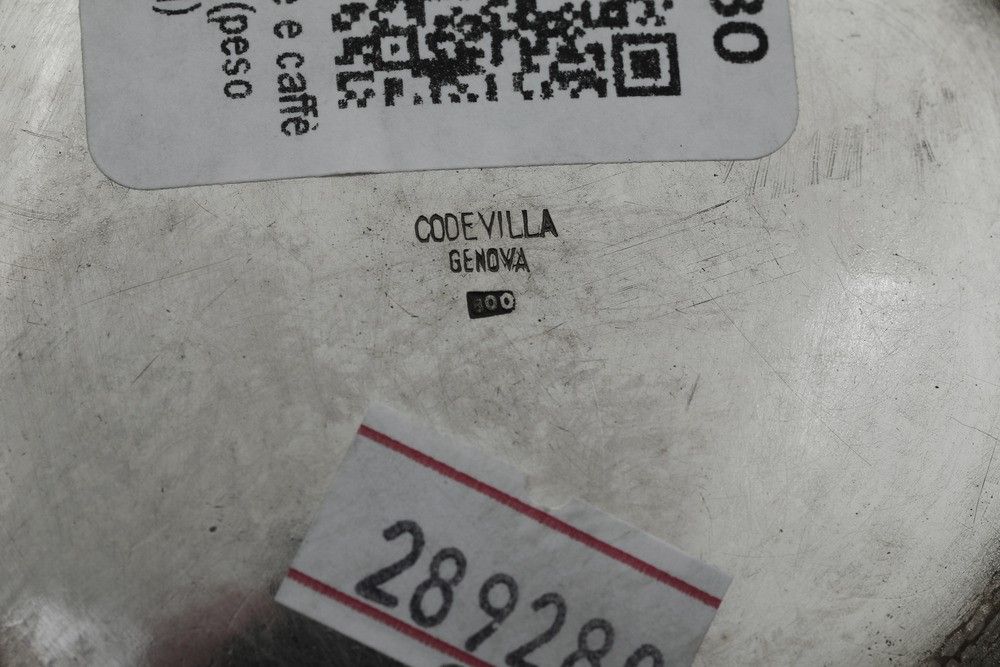 e caffè
(peso
30
CODEVILLA
GENOVA
800
28928